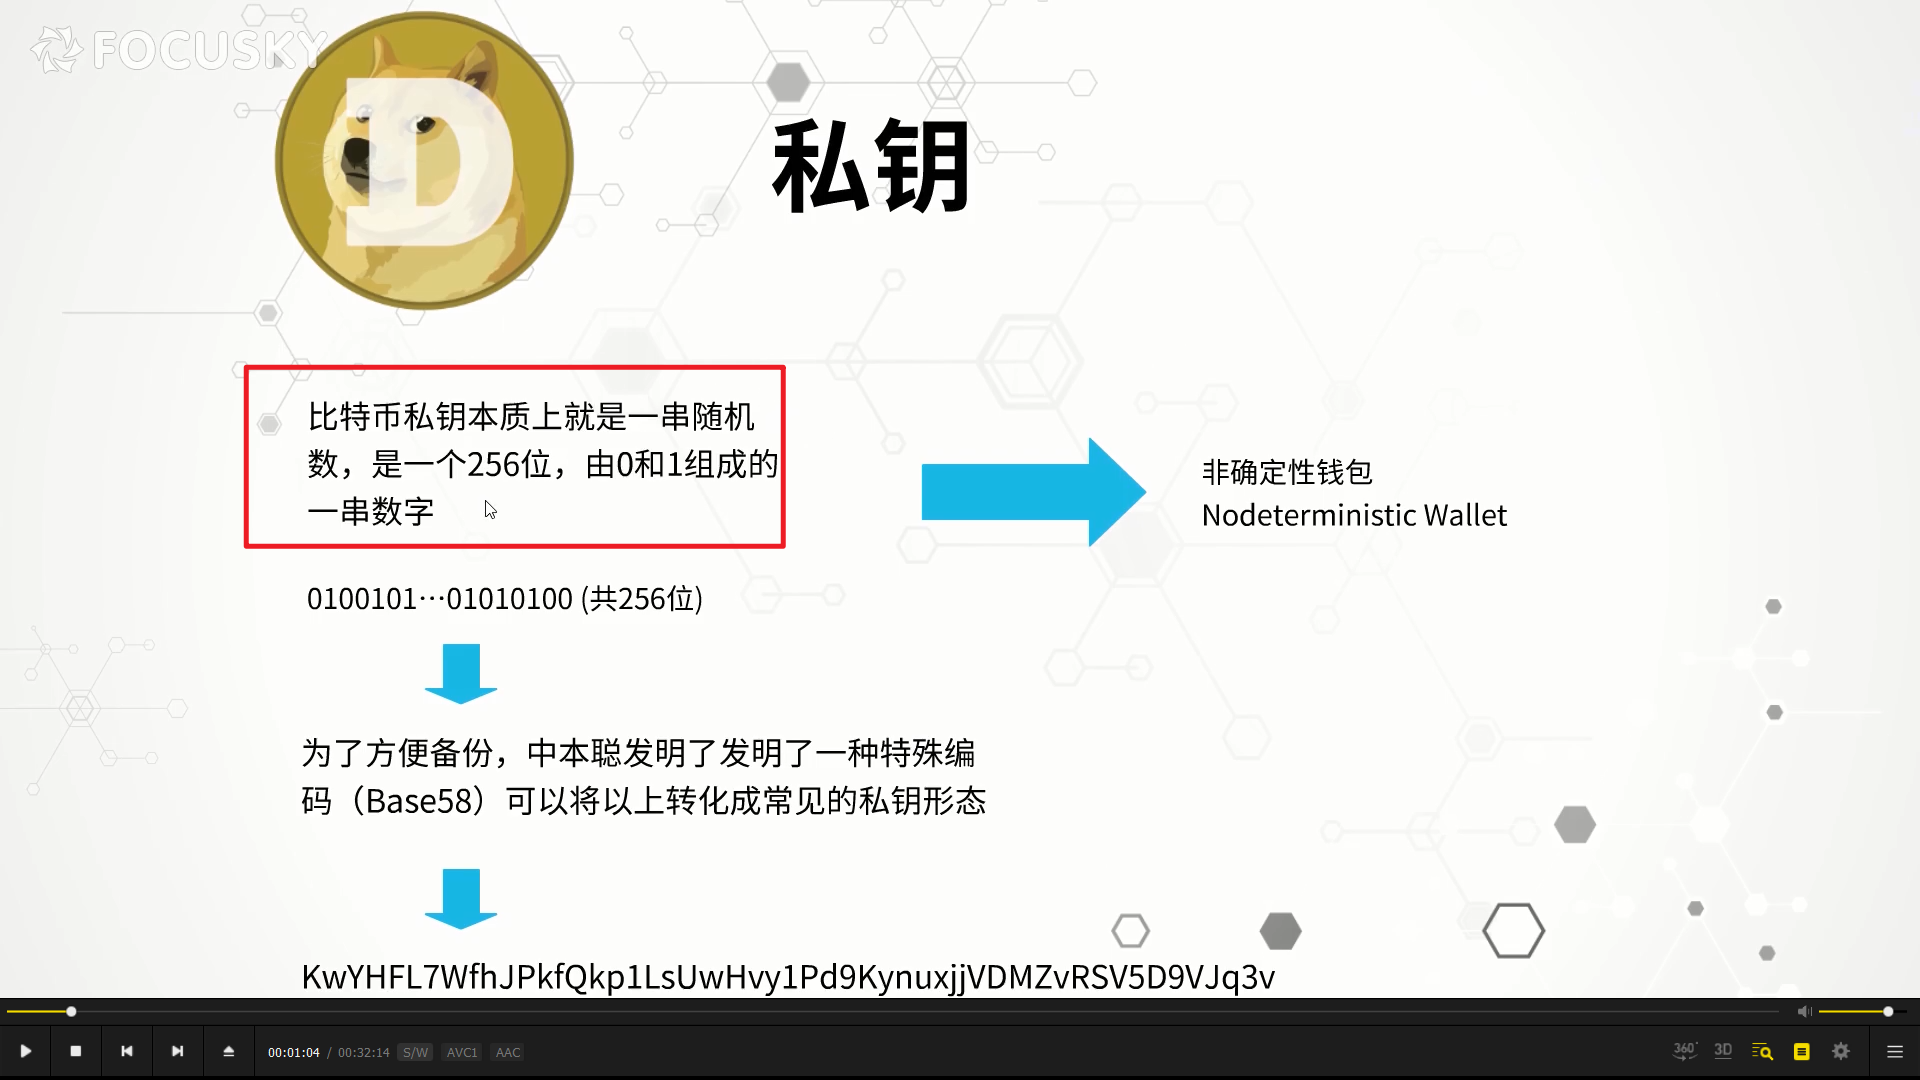 FOCUSKY
D
私钥
比特币私钥本质上就是一串随机
数，是一个256位，由0和1组成的
一串数字
非确定性钱包
Nodeterministic Wallet
0100101…01010100 (共256位)
为了方便备份，中本聪发明了发明了一种特殊编
码（Base58）可以将以上转化成常见的私钥形态
KwYHFL7WfhJPkfQkp1LsUwHvy1Pd9KynuxjjVDMZvRSV5D9VJq3v
00:01:04 / 00:32:14 S/W AVC1 AAC
360° 3D